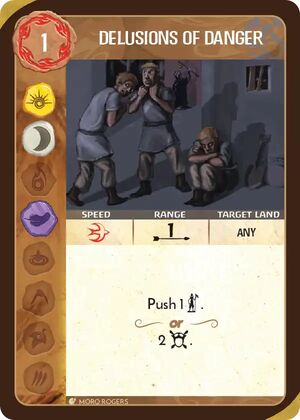 1
DELUSIONS OF DANGER
SPEED RANGE TARGET LAND
1 ANY
Push 1 .
or
2 .
MORO ROGERS